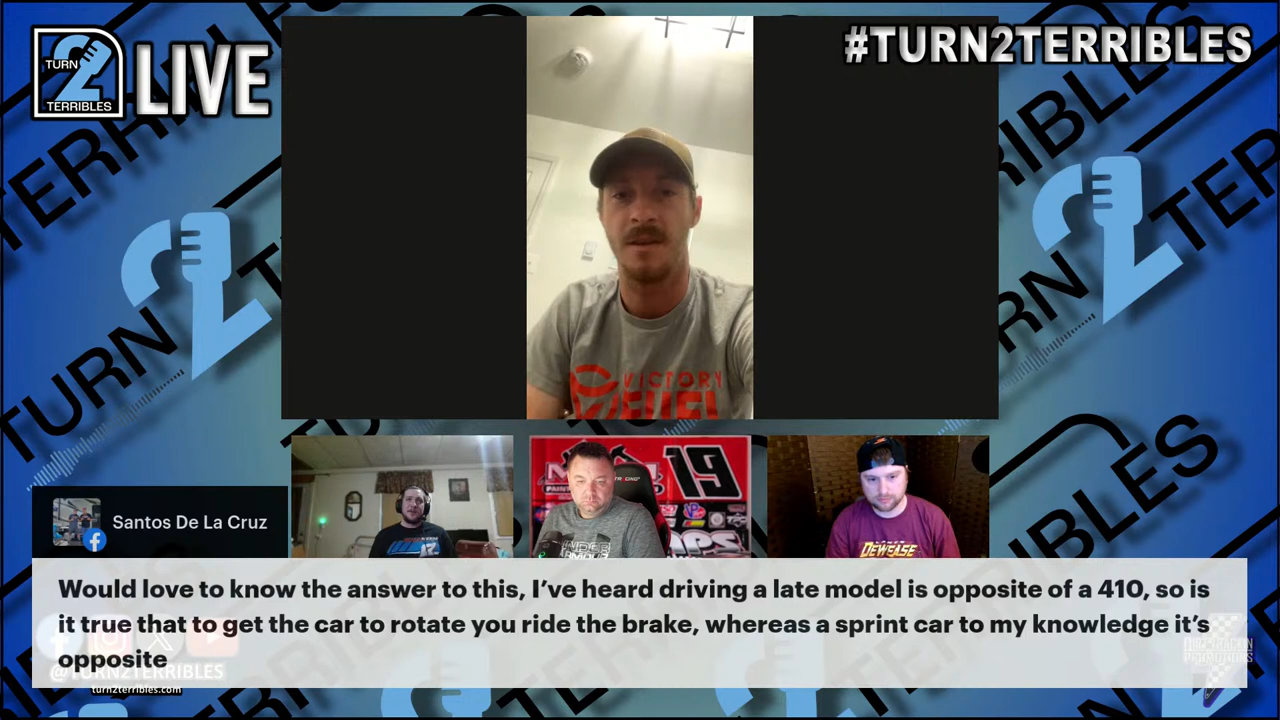 TURN
2
TERRIBLES
LIVE
#TURN2TERRIBLES
VICTORY
FUEL
19
DEWEASE
Santos De La Cruz
Would love to know the answer to this, I've heard driving a late model is opposite of a 410, so is
it true that to get the car to rotate you ride the brake, whereas a sprint car to my knowledge it's
opposite
@TURN2TERRIBLES
turn2terribles.com